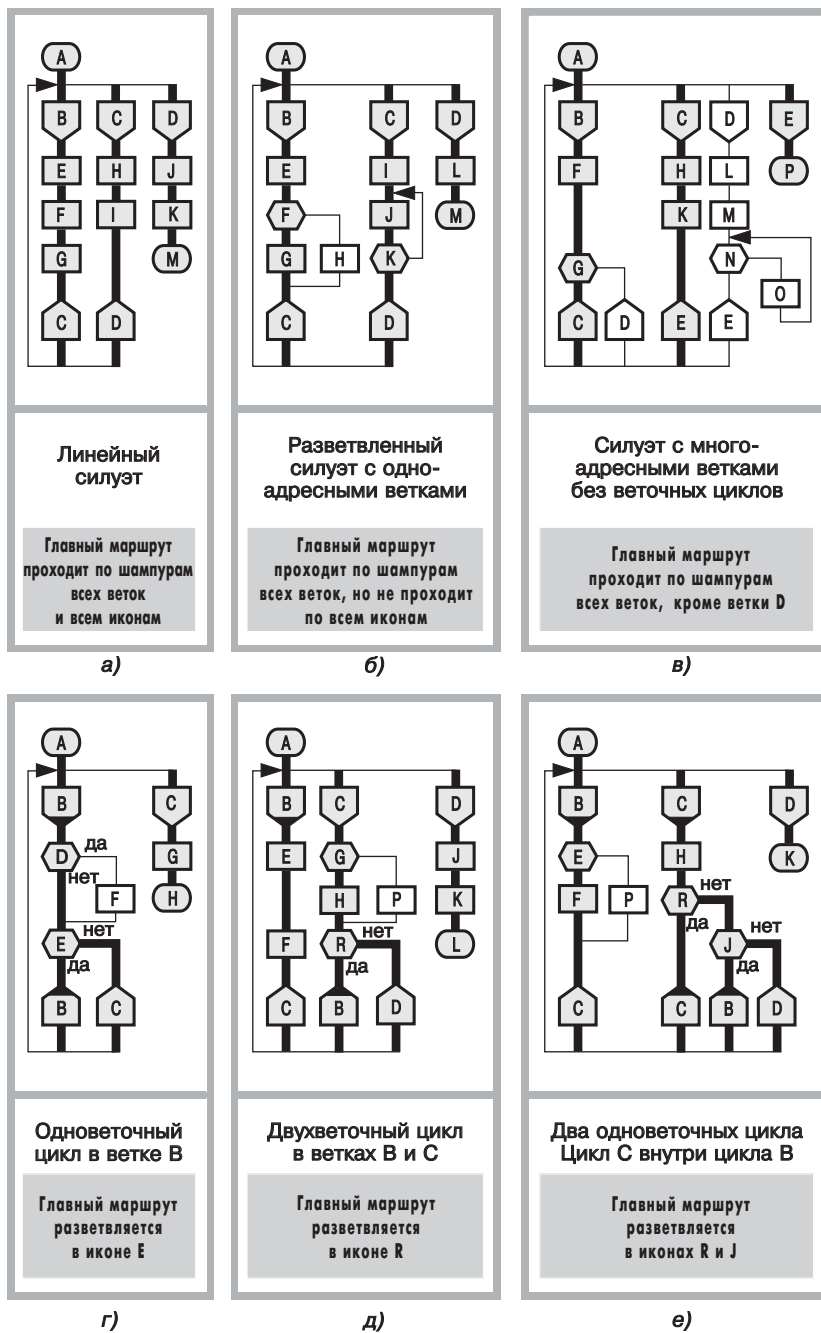 A
B C D
E H J
F I K
G M
C D
Линейный
силуэт
Главный маршрут
проходит по шампурам
всех веток
и всем иконам
а)
A
B C D
E I L
F J M
G H K
C D
Разветвленный
силуэт с одно-
адресными ветками
Главный маршрут
проходит по шампурам
всех веток, но не проходит
по всем иконам
б)
A
B C D E
F H L P
K M
G N
O
C D E E
Силуэт с много-
адресными ветками
без веточных циклов
Главный маршрут
проходит по шампурам
всех веток, кроме ветки D
в)
A
B C
да
D G
нет
F H
E нет
да
B C
Одноветочный
цикл в ветке B
Главный маршрут
разветвляется
в иконе E
г)
A
B C D
E G J
H P K
F R нет L
да
C B D
Двухветочный цикл
в ветках B и C
Главный маршрут
разветвляется
в иконе R
д)
A
B C D
E H K
нет
F P R
да нет
J
да
C C B D
Два одноветочных цикла
Цикл C внутри цикла B
Главный маршрут
разветвляется
в иконах R и J
е)